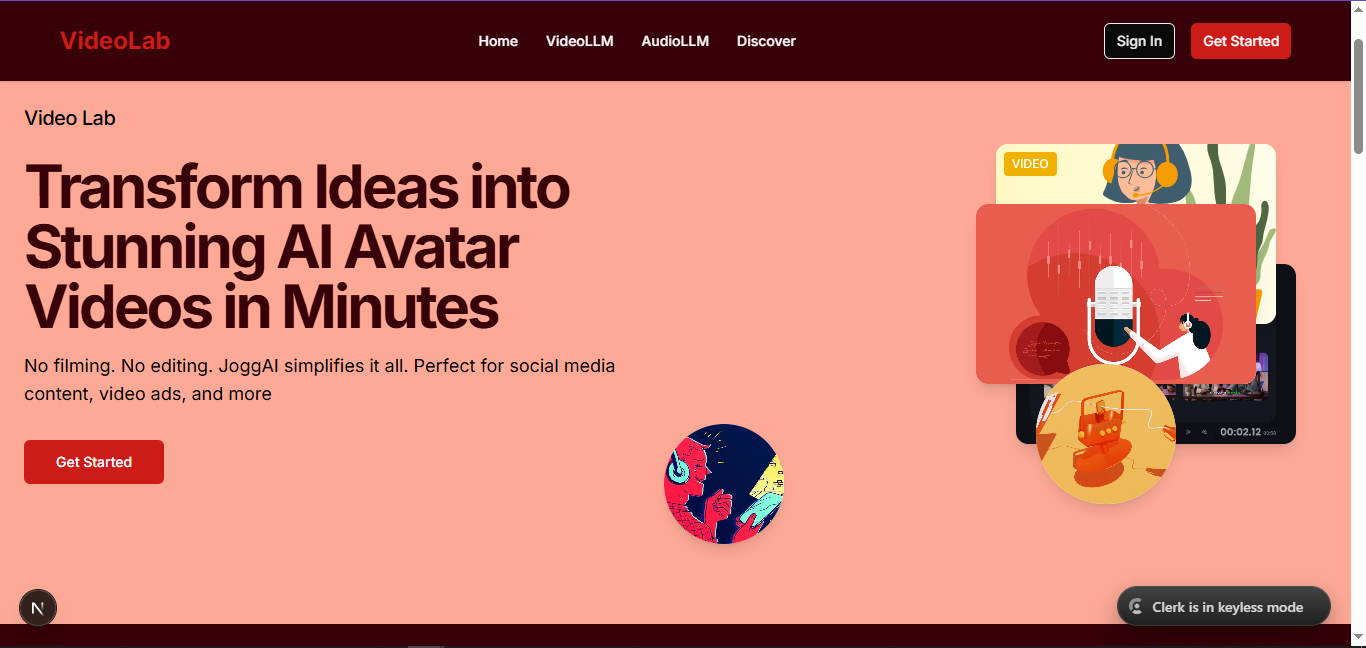 VideoLab
Home VideoLLM AudioLLM Discover
Sign In Get Started
Video Lab
Transform Ideas into
Stunning AI Avatar
Videos in Minutes
No filming. No editing. JoggAI simplifies it all. Perfect for social media
content, video ads, and more
Get Started
VIDEO
00:02.12
N
Clerk is in keyless mode